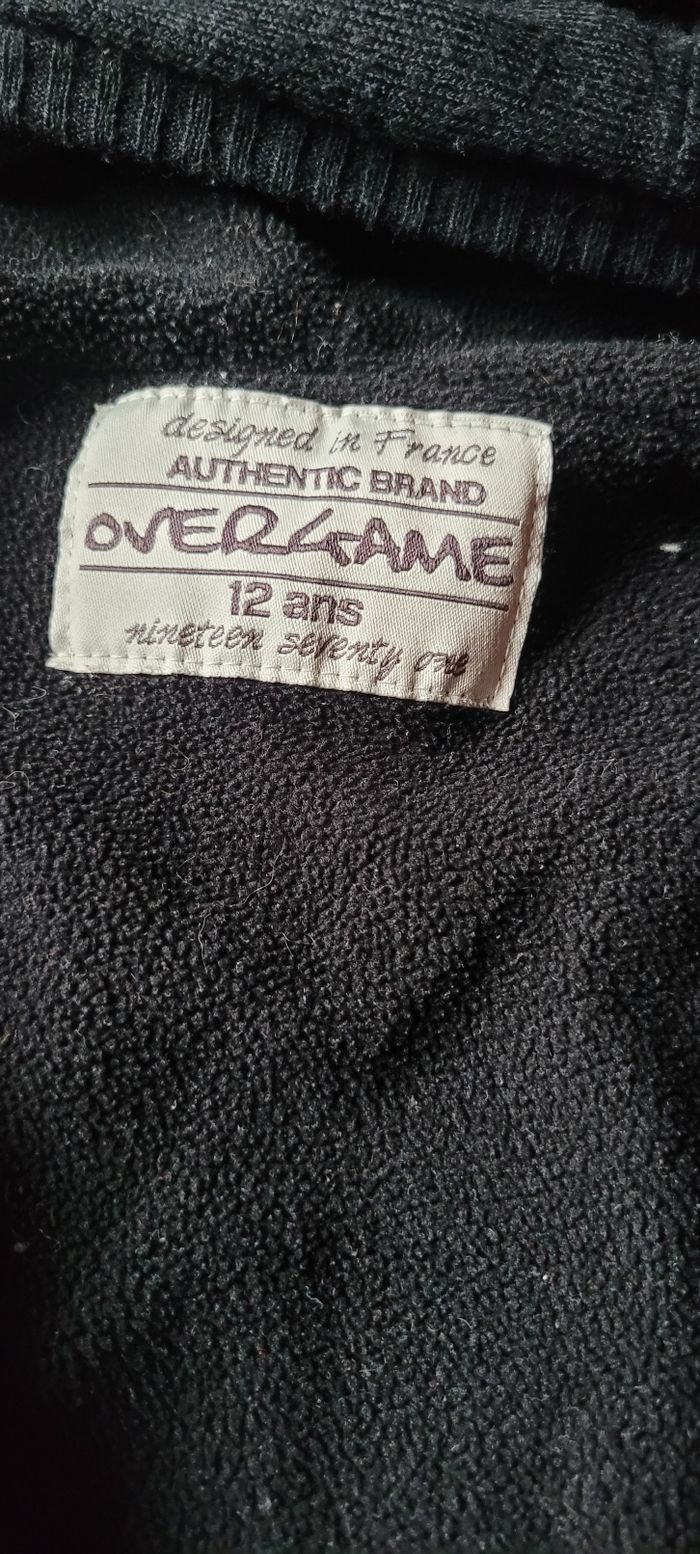 designed in France
AUTHENTIC BRAND
OVERGAME
12 ans
nineteen seventy one